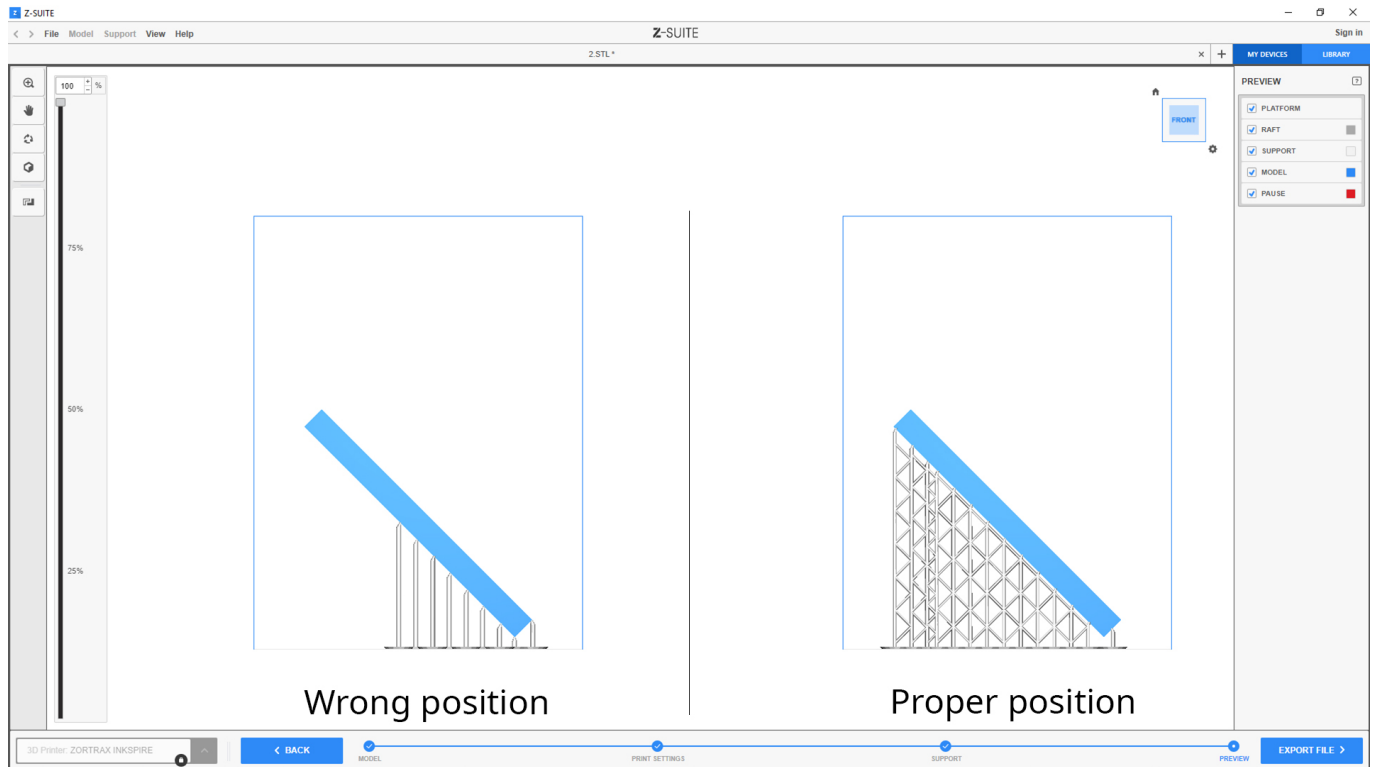 Z-SUITE
File Model Support View Help
Z-SUITE
Sign in
2.STL*
MY DEVICES
LIBRARY
100 %
PREVIEW
?
FRONT
PLATFORM
RAFT
SUPPORT
MODEL
PAUSE
75%
50%
25%
Wrong position
Proper position
3D Printer: ZORTRAX INKSPIRE
BACK
MODEL
PRINT SETTINGS
SUPPORT
PREVIEW
EXPORT FILE